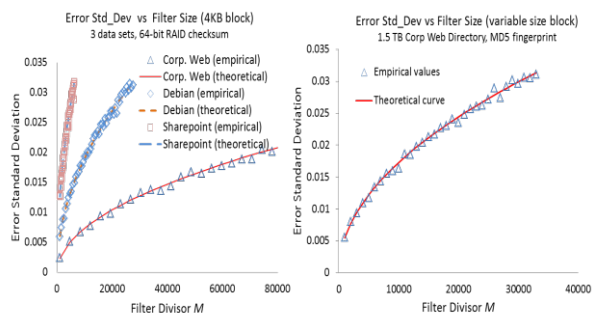 Error Std_Dev vs Filter Size (4KB block)
3 data sets, 64-bit RAID checksum
Error Standard Deviation
0.035
0.03
0.025
0.02
0.015
0.01
0.005
0
Corp. Web (empirical)
Corp. Web (theoretical)
Debian (empirical)
Debian (theoretical)
Sharepoint (empirical)
Sharepoint (theoretical)
0 20000 40000 60000 80000
Filter Divisor M
Error Std_Dev vs Filter Size (variable size block)
1.5 TB Corp Web Directory, MD5 fingerprint
Error Standard Deviation
0.035
0.03
0.025
0.02
0.015
0.01
0.005
0
Empirical values
Theoretical curve
0 10000 20000 30000 40000
Filter Divisor M